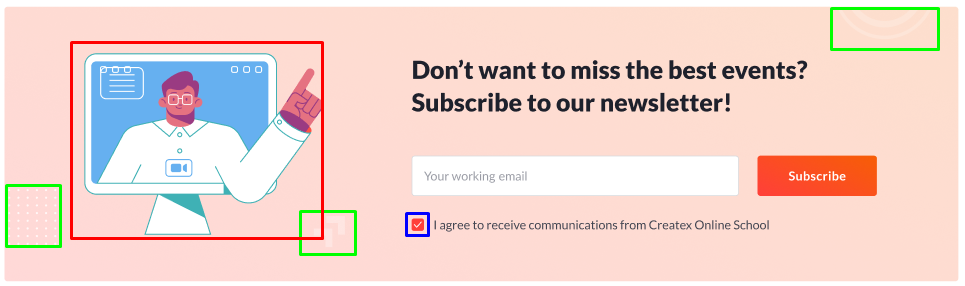 Don’t want to miss the best events?
Subscribe to our newsletter!
Your working email
Subscribe
I agree to receive communications from Createx Online School